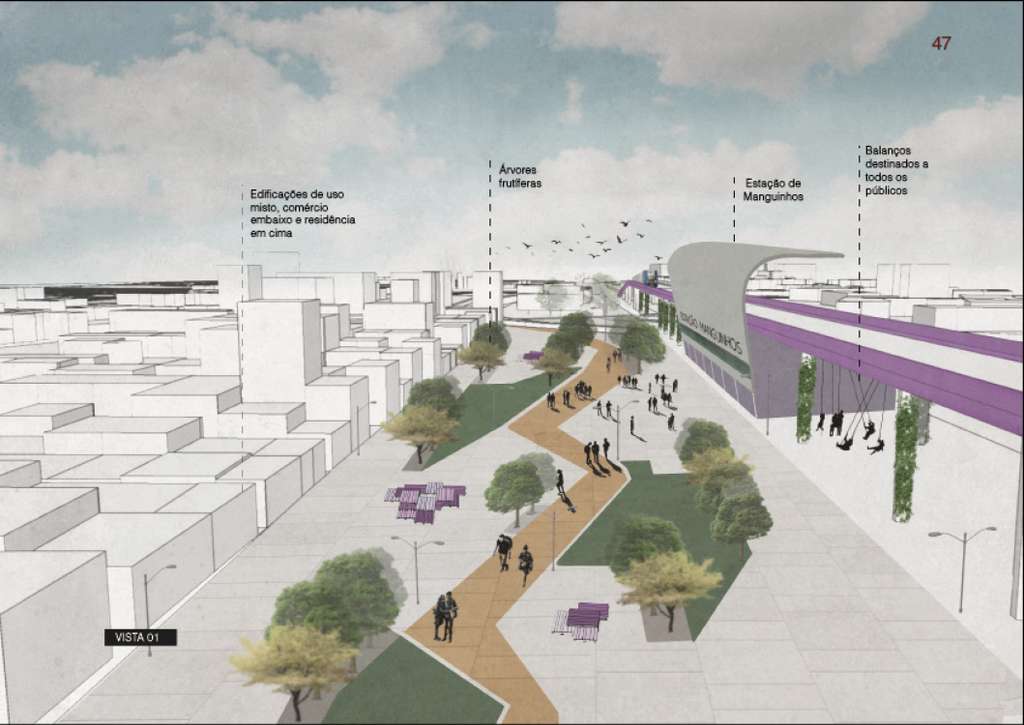 47
Edificações de uso
misto, comércio
embaixo e residência
em cima
Árvores
frutíferas
Estação de
Manguinhos
Balanços
destinados a
todos os
públicos
ESTAÇÃO MANGUINHOS
VISTA 01